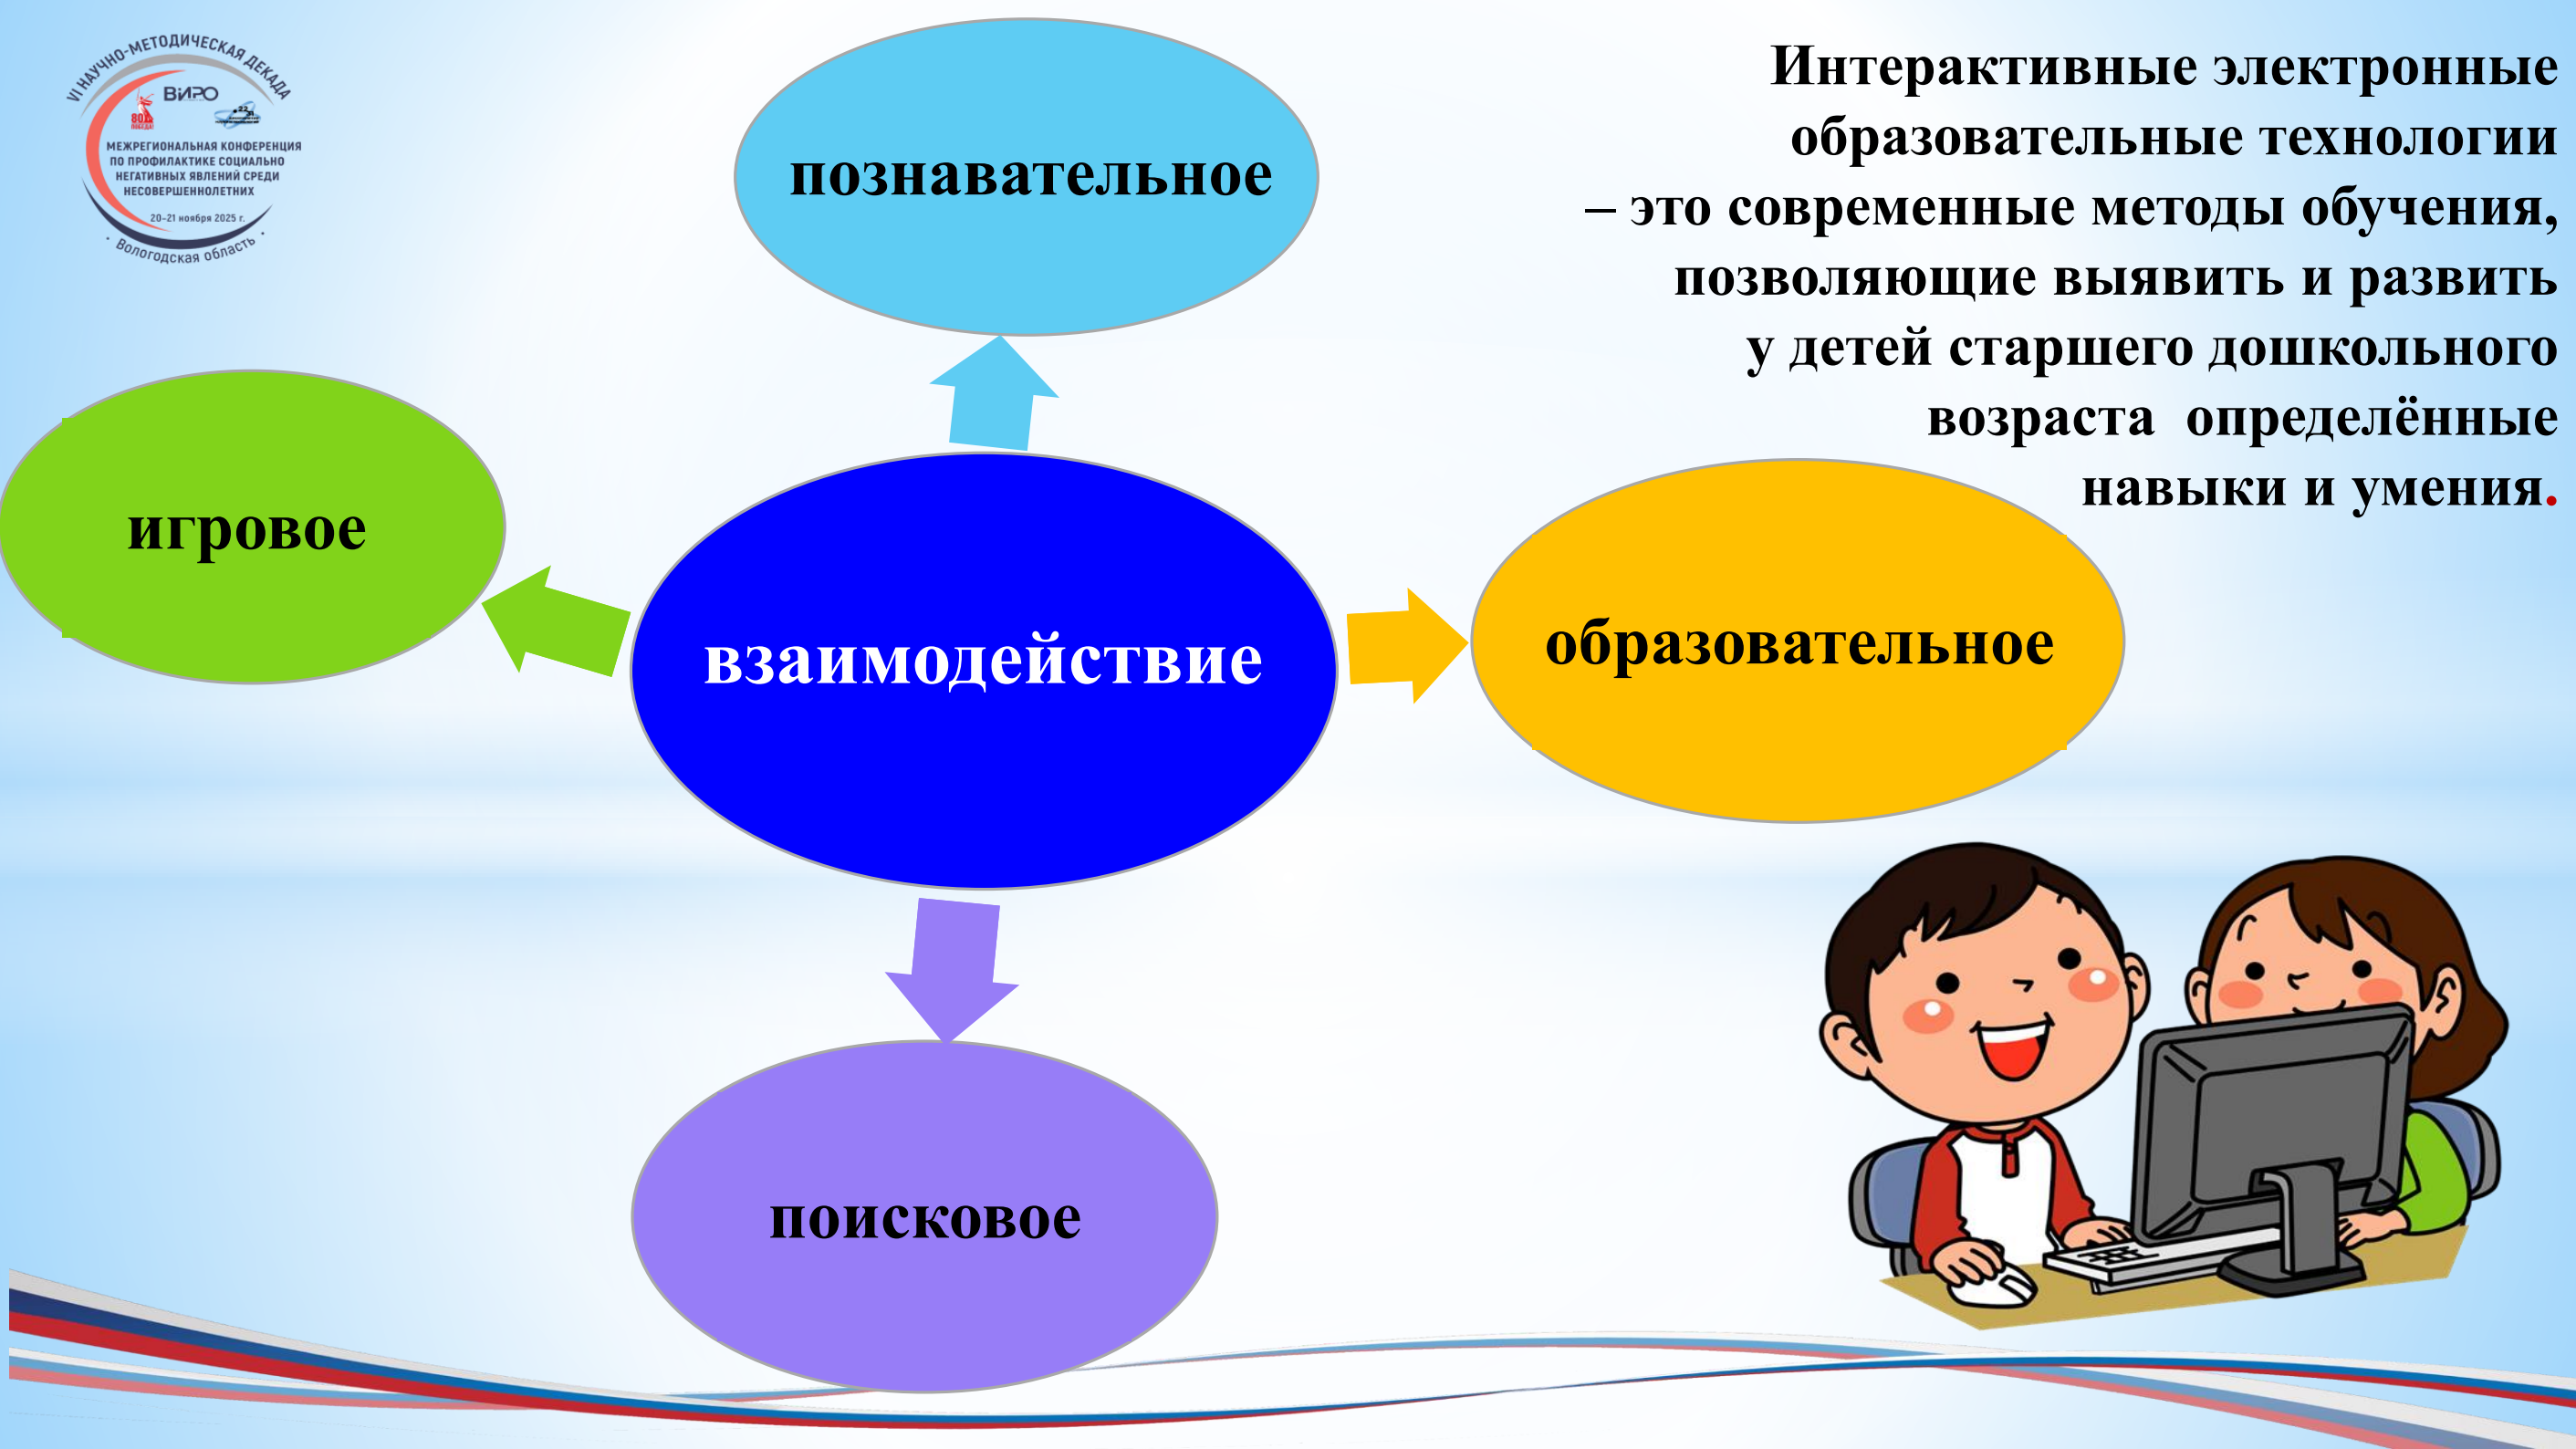 VI НАУЧНО-МЕТОДИЧЕСКАЯ ДЕКАДА
ВИРО
80
ПОБЕДА!
МЕЖРЕГИОНАЛЬНАЯ КОНФЕРЕНЦИЯ
ПО ПРОФИЛАКТИКЕ СОЦИАЛЬНО
НЕГАТИВНЫХ ЯВЛЕНИЙ СРЕДИ
НЕСОВЕРШЕННОЛЕТНИХ
20–21 ноября 2025 г.
· Вологодская область ·
Интерактивные электронные
образовательные технологии
– это современные методы обучения,
позволяющие выявить и развить
у детей старшего дошкольного
возраста определённые
навыки и умения.
познавательное
игровое
взаимодействие
образовательное
поисковое